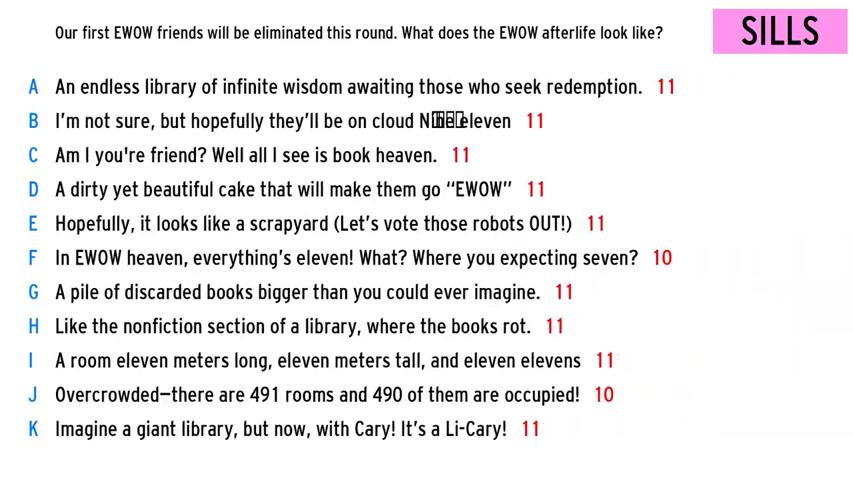 Our first EWOW friends will be eliminated this round. What does the EWOW afterlife look like?
SILLS
A An endless library of infinite wisdom awaiting those who seek redemption. 11
B I'm not sure, but hopefully they'll be on cloud eleven 11
C Am I you're friend? Well all I see is book heaven. 11
D A dirty yet beautiful cake that will make them go “EWOW” 11
E Hopefully, it looks like a scrapyard (Let's vote those robots OUT!) 11
F In EWOW heaven, everything's eleven! What? Where you expecting seven? 10
G A pile of discarded books bigger than you could ever imagine. 11
H Like the nonfiction section of a library, where the books rot. 11
I A room eleven meters long, eleven meters tall, and eleven elevens 11
J Overcrowded—there are 491 rooms and 490 of them are occupied! 10
K Imagine a giant library, but now, with Cary! It's a Li-Cary! 11